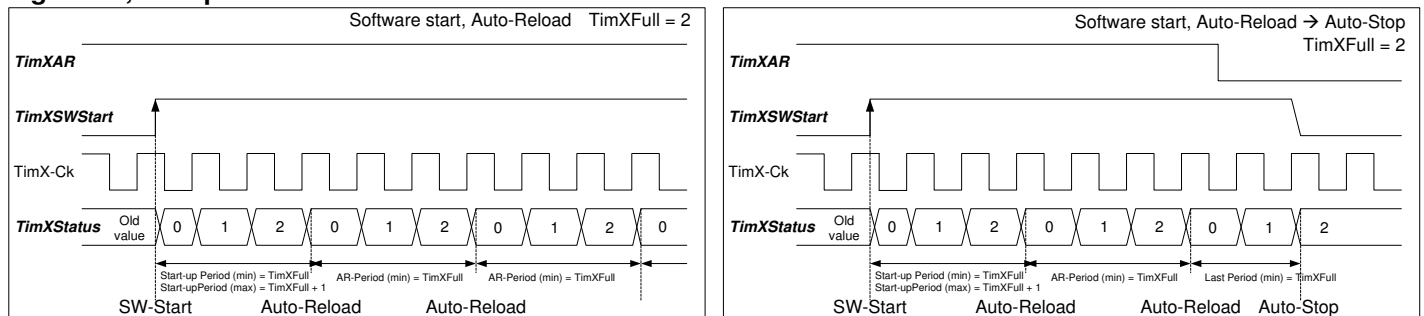 Software start, Auto-Reload TimXFull = 2
TimXAR
TimXSWStart
TimX-Ck
TimXStatus
Old
value
0 1 2 0 1 2 0 1 2 0
Start-up Period (min) = TimXFull
Start-upPeriod (max) = TimXFull + 1
AR-Period (min) = TimXFull
AR-Period (min) = TimXFull
SW-Start Auto-Reload Auto-Reload
Software start, Auto-Reload → Auto-Stop
TimXFull = 2
TimXAR
TimXSWStart
TimX-Ck
TimXStatus
Old
value
0 1 2 0 1 2 0 1 2
Start-up Period (min) = TimXFull
Start-upPeriod (max) = TimXFull + 1
AR-Period (min) = TimXFull
Last Period (min) = TimXFull
SW-Start Auto-Reload Auto-Reload Auto-Stop